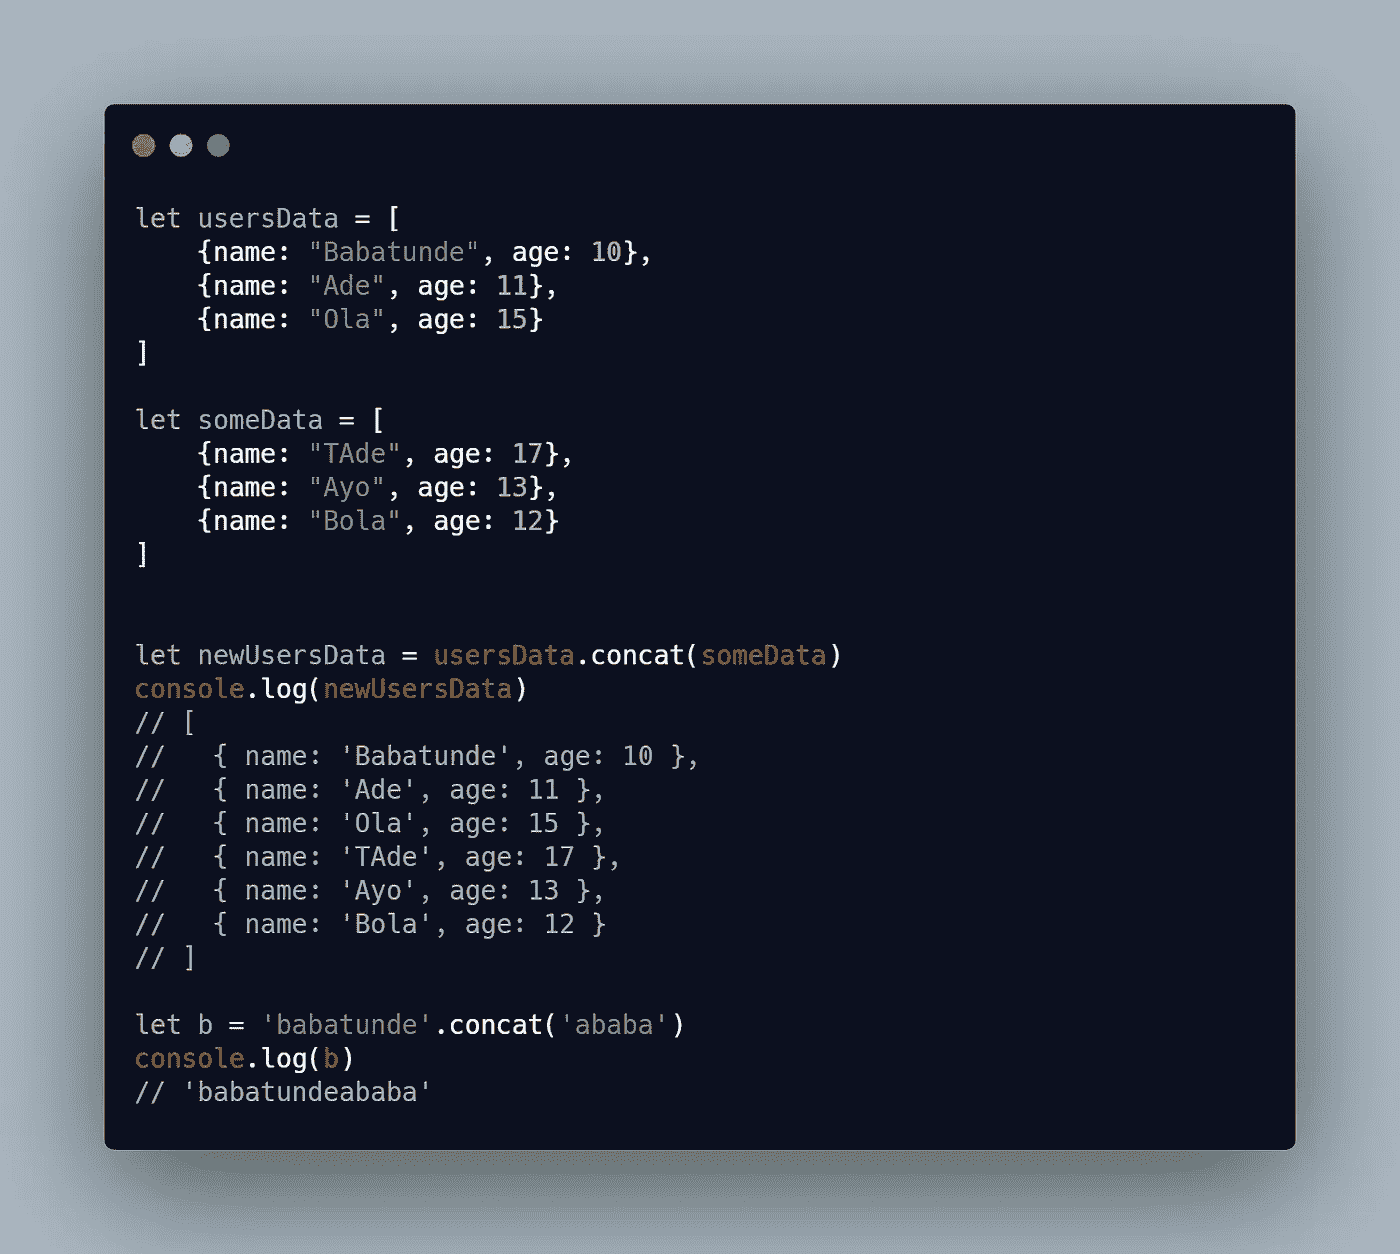 let usersData = [
    {name: "Babatunde", age: 10},
    {name: "Ade", age: 11},
    {name: "Ola", age: 15}
]
let someData = [
    {name: "TAde", age: 17},
    {name: "Ayo", age: 13},
    {name: "Bola", age: 12}
]
let newUsersData = usersData.concat(someData)
console.log(newUsersData)
// [
//   { name: 'Babatunde', age: 10 },
//   { name: 'Ade', age: 11 },
//   { name: 'Ola', age: 15 },
//   { name: 'TAde', age: 17 },
//   { name: 'Ayo', age: 13 },
//   { name: 'Bola', age: 12 }
// ]
let b = 'babatunde'.concat('ababa')
console.log(b)
// 'babatundeababa'